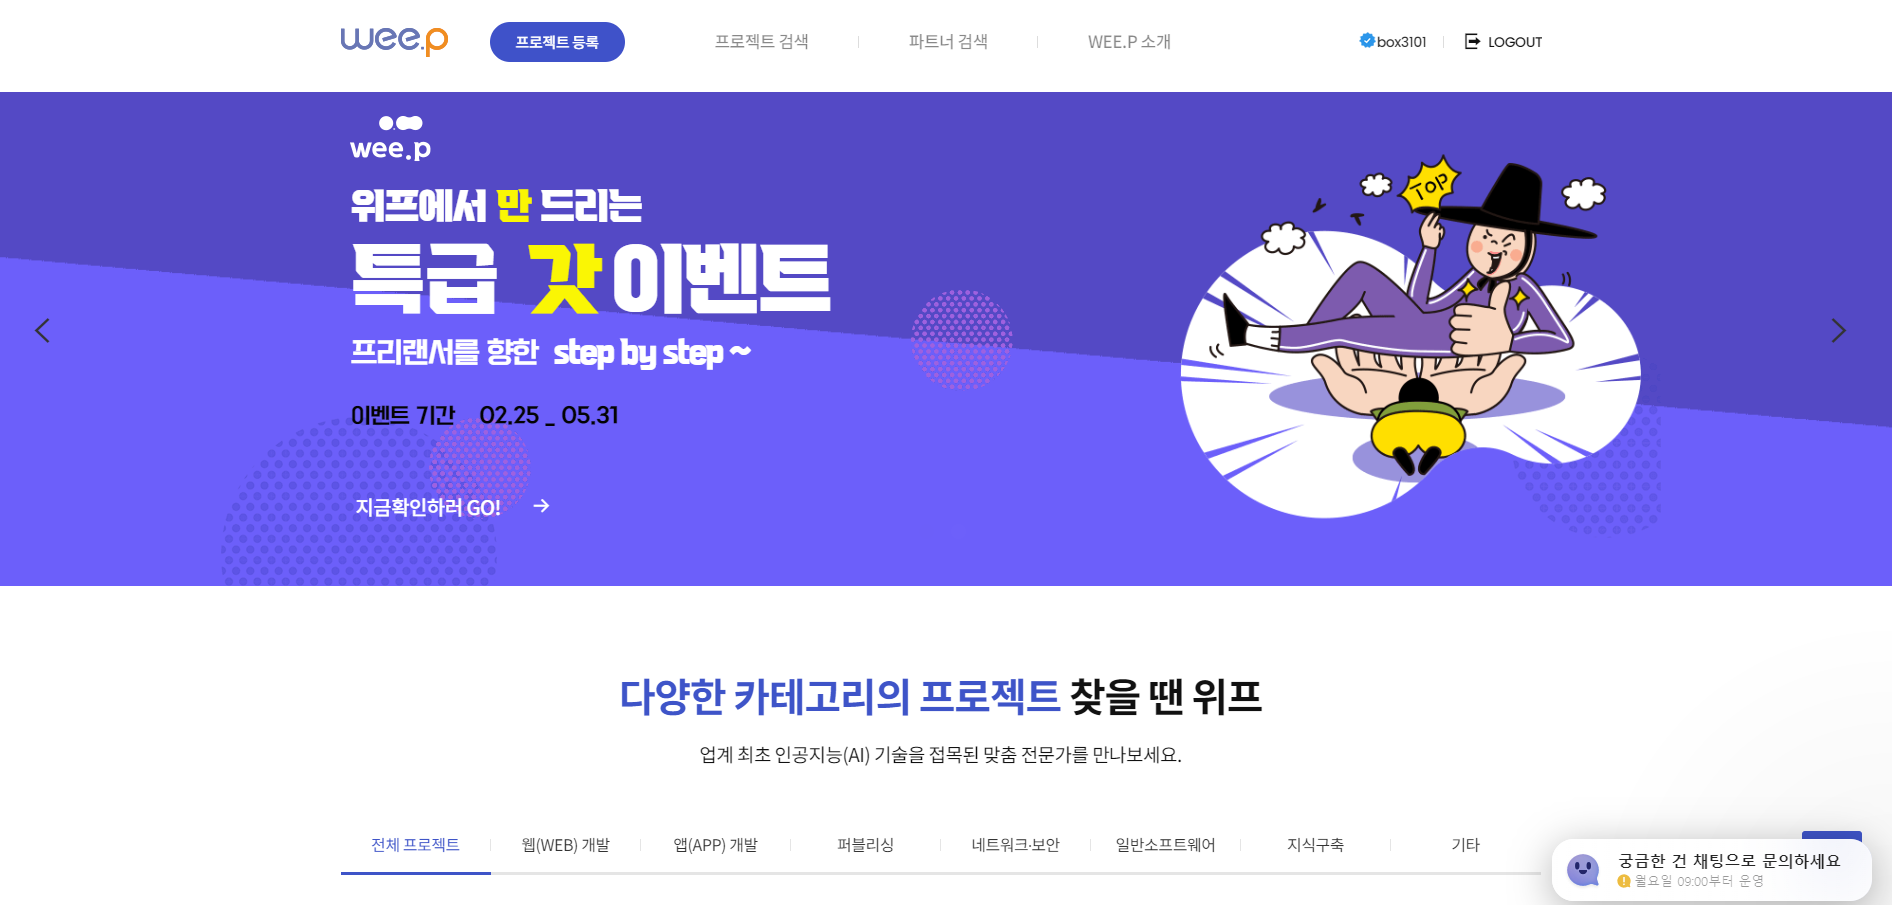 wee.p
프로젝트 등록
프로젝트 검색
파트너 검색
WEE.P 소개
box3101
LOGOUT
wee.p
위프에서 만 드리는
특급 갓이벤트
프리랜서를 향한 step by step ~
이벤트 기간 02.25 _ 05.31
지금확인하러 GO!
TOP
다양한 카테고리의 프로젝트 찾을 땐 위프
업계 최초 인공지능(AI) 기술을 접목된 맞춤 전문가를 만나보세요.
전체 프로젝트
웹(WEB) 개발
앱(APP) 개발
퍼블리싱
네트워크·보안
일반소프트웨어
지식구축
기타
궁금한 건 채팅으로 문의하세요
월요일 09:00부터 운영